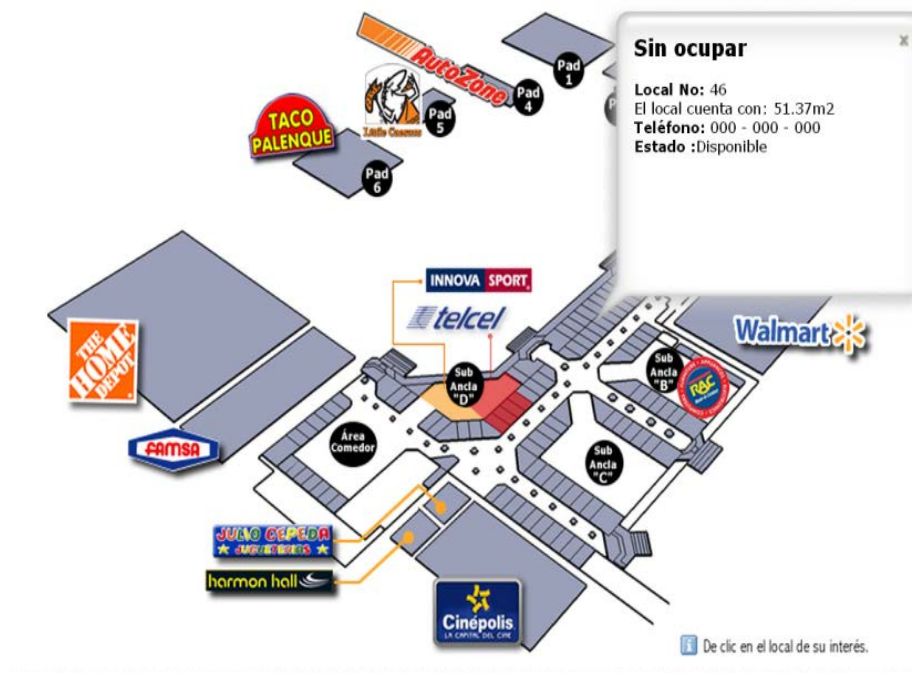 Sin ocupar
Local No: 46
El local cuenta con: 51.37m2
Teléfono: 000 - 000 - 000
Estado :Disponible
AutoZone
Pad
1
Pad
4
Little Caesars
Pad
5
TACO
PALENQUE
Pad
6
INNOVA SPORT
telcel
Walmart
THE
HOME
DEPOT
Sub
Ancla
"D"
Sub
Ancla
"B"
RAC
FAMSA
Área
Comedor
Sub
Ancla
"C"
JULIO CEPEDA
JUGUETERIAS
harmon hall
Cinépolis
LA CAPITAL DEL CINE
De clic en el local de su interés.